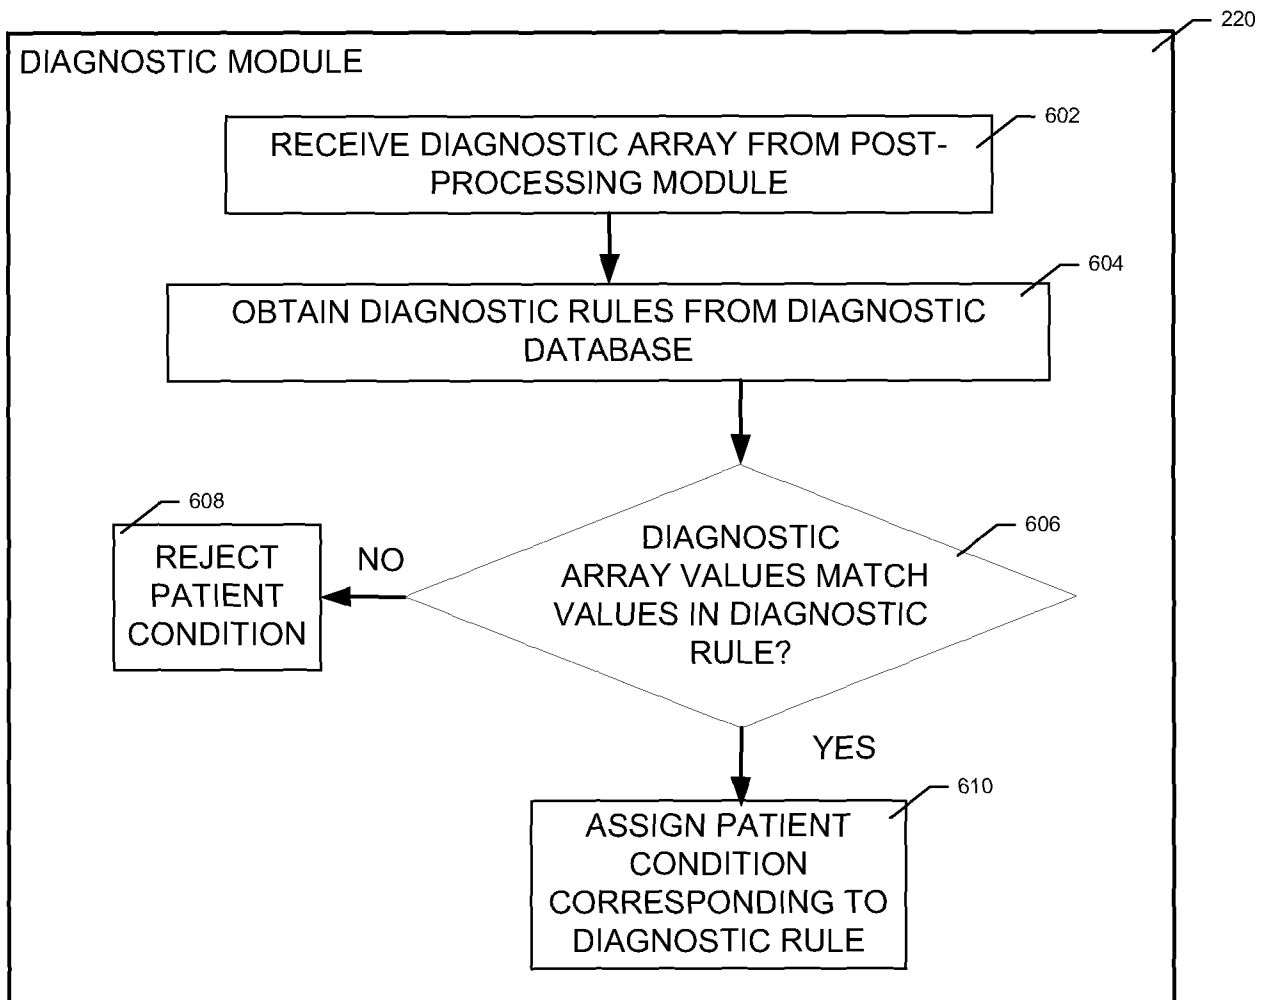 220
DIAGNOSTIC MODULE
602
RECEIVE DIAGNOSTIC ARRAY FROM POST-
PROCESSING MODULE
604
OBTAIN DIAGNOSTIC RULES FROM DIAGNOSTIC
DATABASE
608
REJECT
PATIENT
CONDITION
NO
606
DIAGNOSTIC
ARRAY VALUES MATCH
VALUES IN DIAGNOSTIC
RULE?
YES
610
ASSIGN PATIENT
CONDITION
CORRESPONDING TO
DIAGNOSTIC RULE